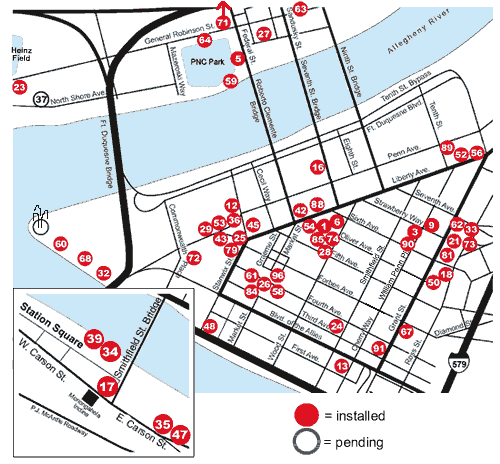 71
63
General Robinson St.
64
27
Federal St.
Sandusky St.
Heinz
Field
Mazeroski Way
PNC Park
5
59
Allegheny River
23
37
North Shore Ave.
Ninth St. Bridge
Seventh St. Bridge
Roberto Clemente
Bridge
Tenth St. Bypass
Ft. Duquesne Blvd.
Tenth St.
Ft. Duquesne Bridge
Eighth St.
Penn Ave.
89
52
56
16
Liberty Ave.
Cecil Way
Seventh Ave.
Strawberry Way
12
88
42
53
36
29
45
43
25
79
Commonwealth
Place
72
54
1
6
85
74
28
Sixth Ave.
Oliver Ave.
9
3
90
62
33
21
73
81
18
50
Smithfield St.
William Penn Pl.
60
68
32
Stanwix St.
Market St.
61
96
26
84
58
Forbes Ave.
Fourth Ave.
Third Ave.
24
Blvd. of the Allies
First Ave.
Wood St.
Market St.
48
Cherry Way
Grant St.
Ross St.
Diamond St.
67
91
13
579
Station Square
39
34
Smithfield St. Bridge
W. Carson St.
17
Monongahela
Incline
P.J. McArdle Roadway
E. Carson St.
35
47
= installed
= pending